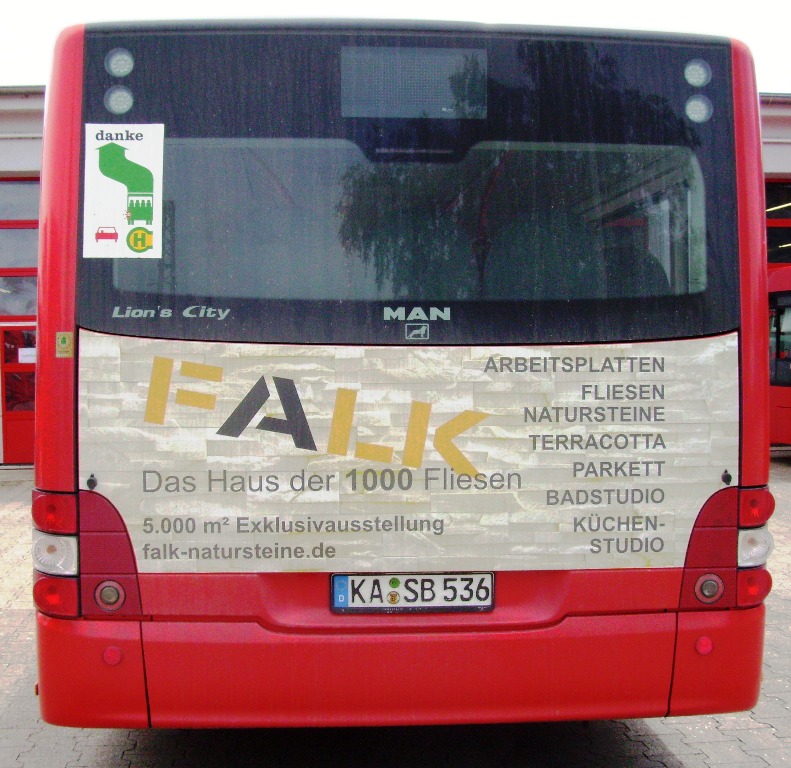 danke
H
Lion's City
MAN
FALK
Das Haus der 1000 Fliesen
5.000 m² Exklusivausstellung
falk-natursteine.de
ARBEITSPLATTEN
FLIESEN
NATURSTEINE
TERRACOTTA
PARKETT
BADSTUDIO
KÜCHEN-
STUDIO
D
KA SB 536